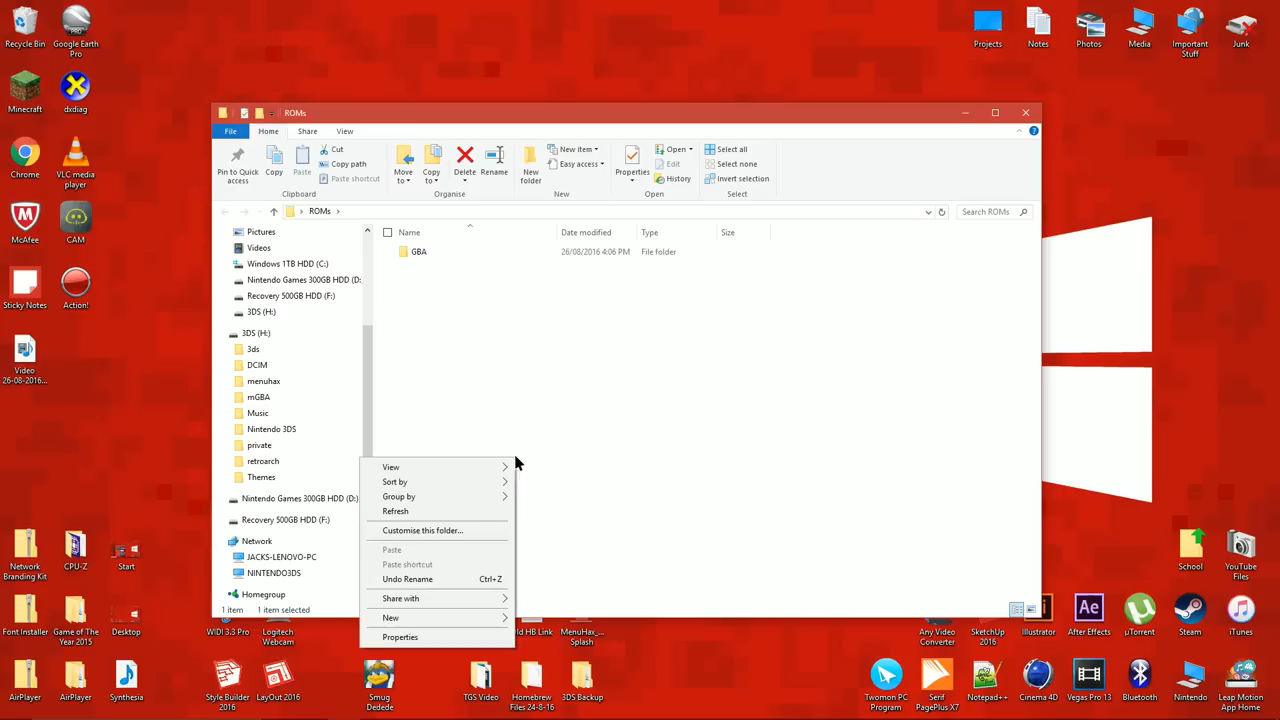 Recycle Bin
Google Earth
Pro
Projects
Notes
Photos
Media
Important
Stuff
Junk
Minecraft
dxdiag
Chrome
VLC media
player
McAfee
CAM
Sticky Notes
Action!
Video
26-08-2016...
ROMs
File
Home
Share
View
Pin to Quick
access
Copy
Paste
Cut
Copy path
Paste shortcut
Clipboard
Move
to
Copy
to
Delete
Rename
Organise
New
folder
New item
Easy access
New
Properties
Open
Edit
History
Open
Select all
Select none
Invert selection
Select
ROMs
Search ROMs
Pictures
Videos
Windows 1TB HDD (C:)
Nintendo Games 300GB HDD (D:
Recovery 500GB HDD (F:)
3DS (H:)
3DS (H:)
3ds
DCIM
menuhax
mGBA
Music
Nintendo 3DS
private
retroarch
Themes
Nintendo Games 300GB HDD (D:)
Recovery 500GB HDD (F:)
Network
JACKS-LENOVO-PC
NINTENDO3DS
Homegroup
Name
Date modified
Type
Size
GBA
26/08/2016 4:06 PM
File folder
1 item
1 item selected
View
Sort by
Group by
Refresh
Customise this folder...
Paste
Paste shortcut
Undo Rename
Ctrl+Z
Share with
New
Properties
Network
Branding Kit
CPU-Z
Start
School
YouTube
Files
Font Installer
Game of The
Year 2015
Desktop
WIDI 3.3 Pro
Logitech
Webcam
ld HB Link
MenuHax_...
Splash
Any Video
Converter
SketchUp
2016
Illustrator
After Effects
µTorrent
Steam
iTunes
AirPlayer
AirPlayer
Synthesia
Style Builder
2016
LayOut 2016
Smug
Dedede
TGS Video
Homebrew
Files 24-8-16
3DS Backup
Twomon PC
Program
Serif
PagePlus X7
Notepad++
Cinema 4D
Vegas Pro 13
Bluetooth
Nintendo
Leap Motion
App Home